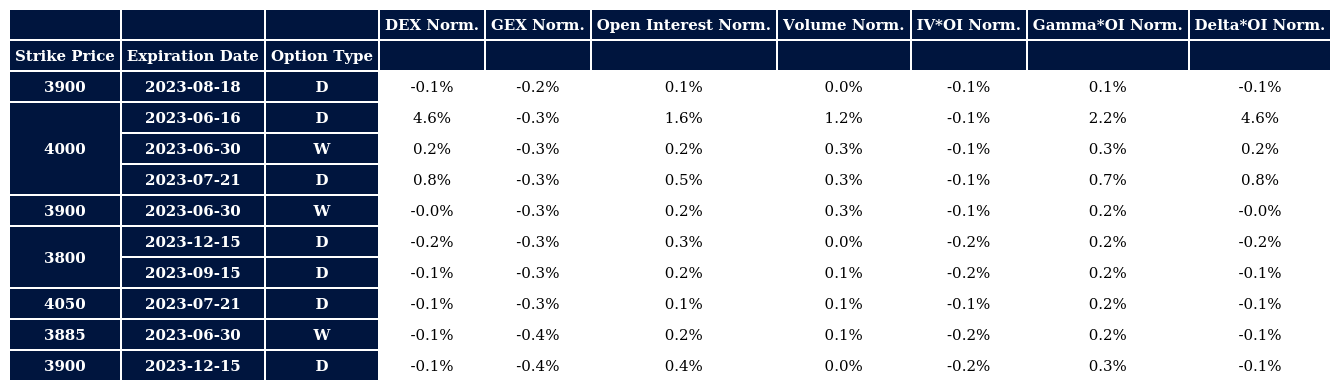 DEX Norm. GEX Norm. Open Interest Norm. Volume Norm. IV*OI Norm. Gamma*OI Norm. Delta*OI Norm.
Strike Price Expiration Date Option Type
3900 2023-08-18 D -0.1% -0.2% 0.1% 0.0% -0.1% 0.1% -0.1%
4000 2023-06-16 D 4.6% -0.3% 1.6% 1.2% -0.1% 2.2% 4.6%
2023-06-30 W 0.2% -0.3% 0.2% 0.3% -0.1% 0.3% 0.2%
2023-07-21 D 0.8% -0.3% 0.5% 0.3% -0.1% 0.7% 0.8%
3900 2023-06-30 W -0.0% -0.3% 0.2% 0.3% -0.1% 0.2% -0.0%
3800 2023-12-15 D -0.2% -0.3% 0.3% 0.0% -0.2% 0.2% -0.2%
2023-09-15 D -0.1% -0.3% 0.2% 0.1% -0.2% 0.2% -0.1%
4050 2023-07-21 D -0.1% -0.3% 0.1% 0.1% -0.1% 0.2% -0.1%
3885 2023-06-30 W -0.1% -0.4% 0.2% 0.1% -0.2% 0.2% -0.1%
3900 2023-12-15 D -0.1% -0.4% 0.4% 0.0% -0.2% 0.3% -0.1%